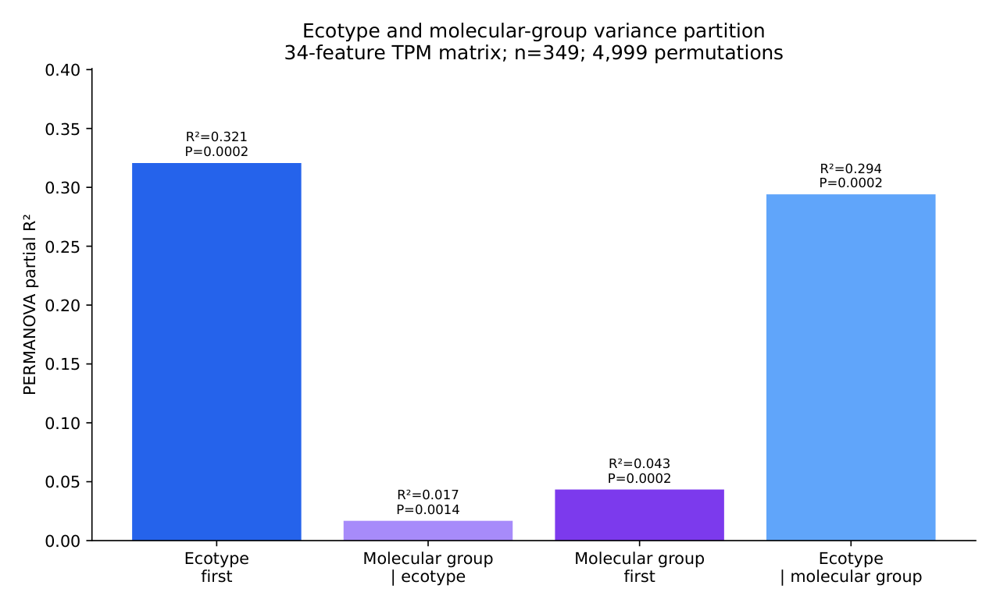 Ecotype and molecular-group variance partition
34-feature TPM matrix; n=349; 4,999 permutations
PERMANOVA partial R²
0.40
0.35
0.30
0.25
0.20
0.15
0.10
0.05
0.00
R²=0.321
P=0.0002
R²=0.017
P=0.0014
R²=0.043
P=0.0002
R²=0.294
P=0.0002
Ecotype
first
Molecular group
| ecotype
Molecular group
first
Ecotype
| molecular group